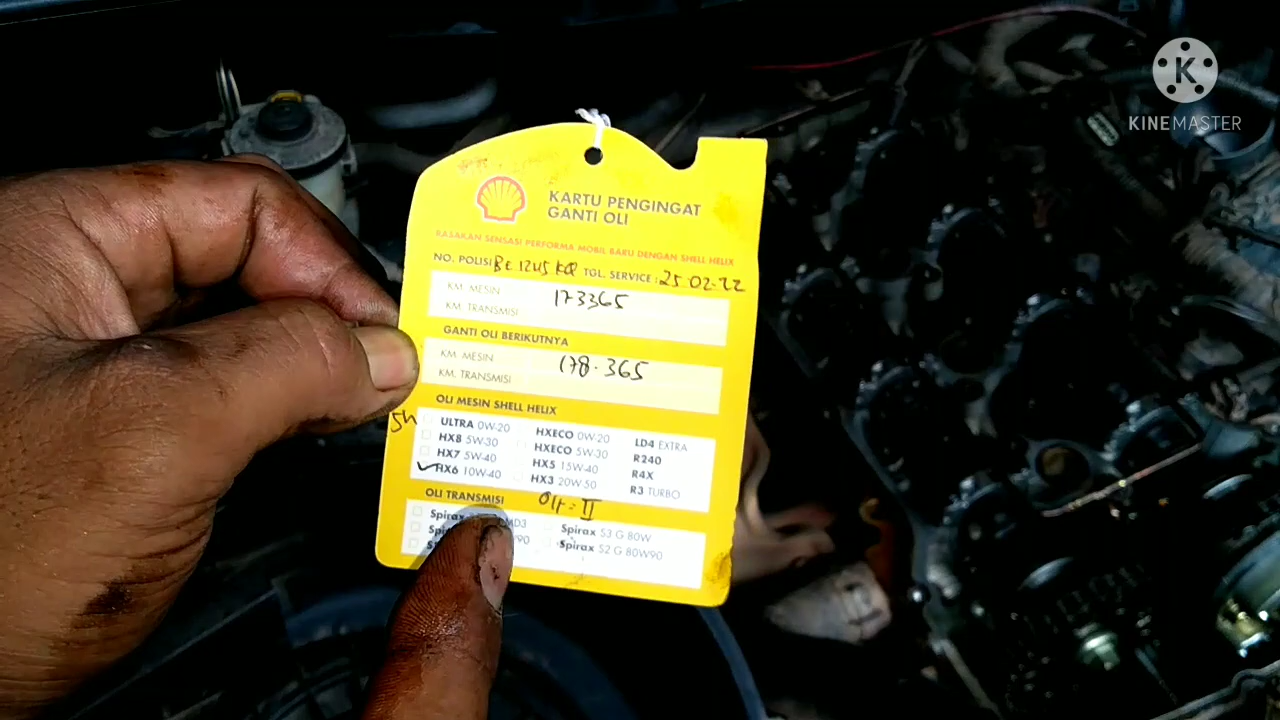 KINEMASTER
KARTU PENGINGAT
GANTI OLI
RASAKAN SENSASI PERFORMA MOBIL BARU DENGAN SHELL HELIX
NO. POLISI BE 1245 KQ TGL. SERVICE : 25-02-22
KM. MESIN 173365
KM. TRANSMISI
GANTI OLI BERIKUTNYA
KM. MESIN 178.365
KM. TRANSMISI
OLI MESIN SHELL HELIX
ULTRA 0W-20 HXECO 0W-20 LD4 EXTRA
HX8 5W-30 HXECO 5W-30 R240
HX7 5W-40 HX5 15W-40 R4X
HX6 10W-40 HX3 20W-50 R3 TURBO
OLI TRANSMISI
Spirax MD3 Spirax S3 G 80W
Spirax S2 G 80W90